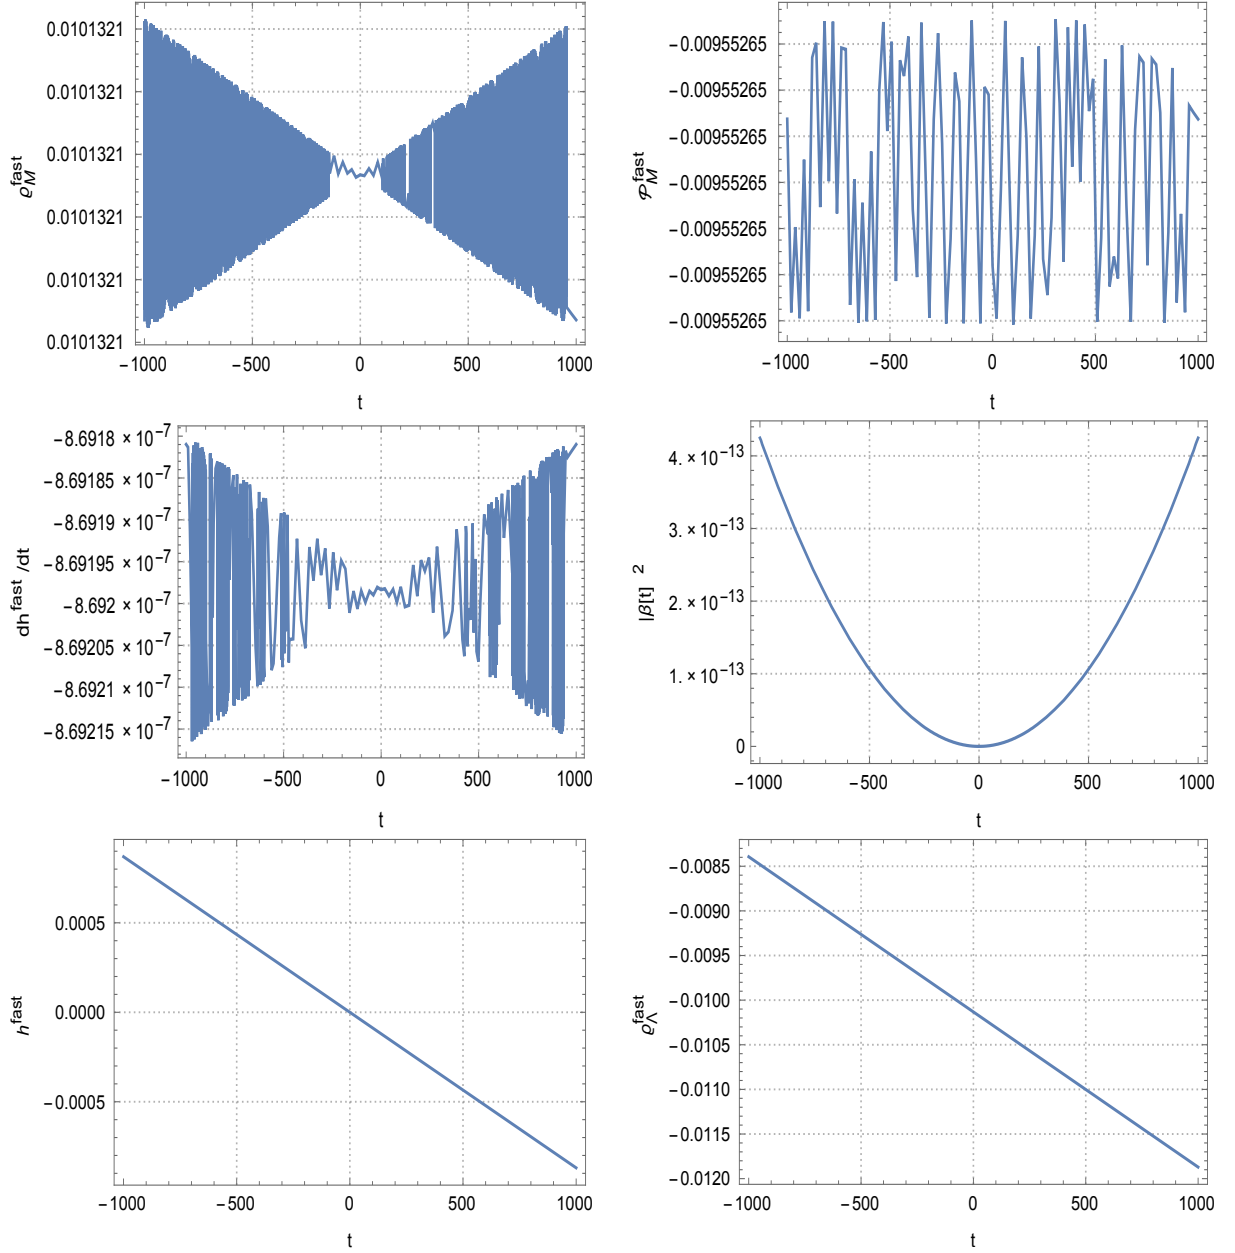 0.0101321
0.0101321
0.0101321
0.0101321
0.0101321
0.0101321
ϱ_M^fast
−1000 −500 0 500 1000
t
−0.00955265
−0.00955265
−0.00955265
−0.00955265
−0.00955265
−0.00955265
−0.00955265
𝒫_M^fast
−1000 −500 0 500 1000
t
−8.6918 × 10^−7
−8.69185 × 10^−7
−8.6919 × 10^−7
−8.69195 × 10^−7
−8.692 × 10^−7
−8.69205 × 10^−7
−8.6921 × 10^−7
−8.69215 × 10^−7
dh^fast /dt
−1000 −500 0 500 1000
t
4. × 10^−13
3. × 10^−13
2. × 10^−13
1. × 10^−13
0
|β[t] ^2
−1000 −500 0 500 1000
t
0.0005
0.0000
−0.0005
h^fast
−1000 −500 0 500 1000
t
−0.0085
−0.0090
−0.0095
−0.0100
−0.0105
−0.0110
−0.0115
−0.0120
ϱ_Λ^fast
−1000 −500 0 500 1000
t